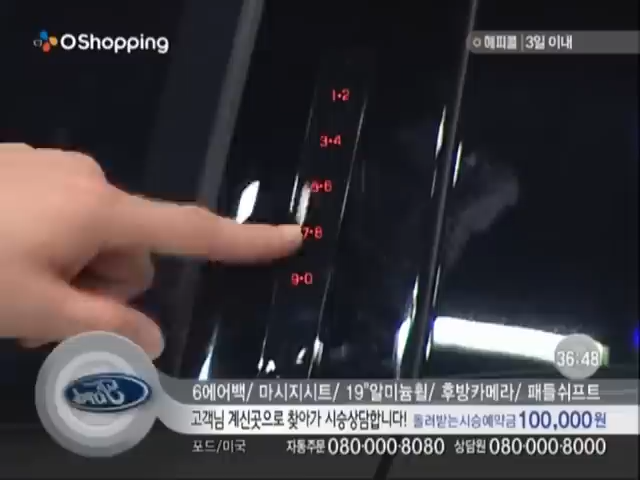 CJ OShopping
해피콜 3일 이내
1•2
3•4
5•6
7•8
9•0
36:48
6에어백/ 마시지시트/ 19"알미늄휠/ 후방카메라/ 패들쉬프트
고객님 계신곳으로 찾아가 시승상담합니다! 돌려받는시승예약금 100,000원
Ford
포드/미국 자동주문 080·000·8080 상담원 080·000·8000